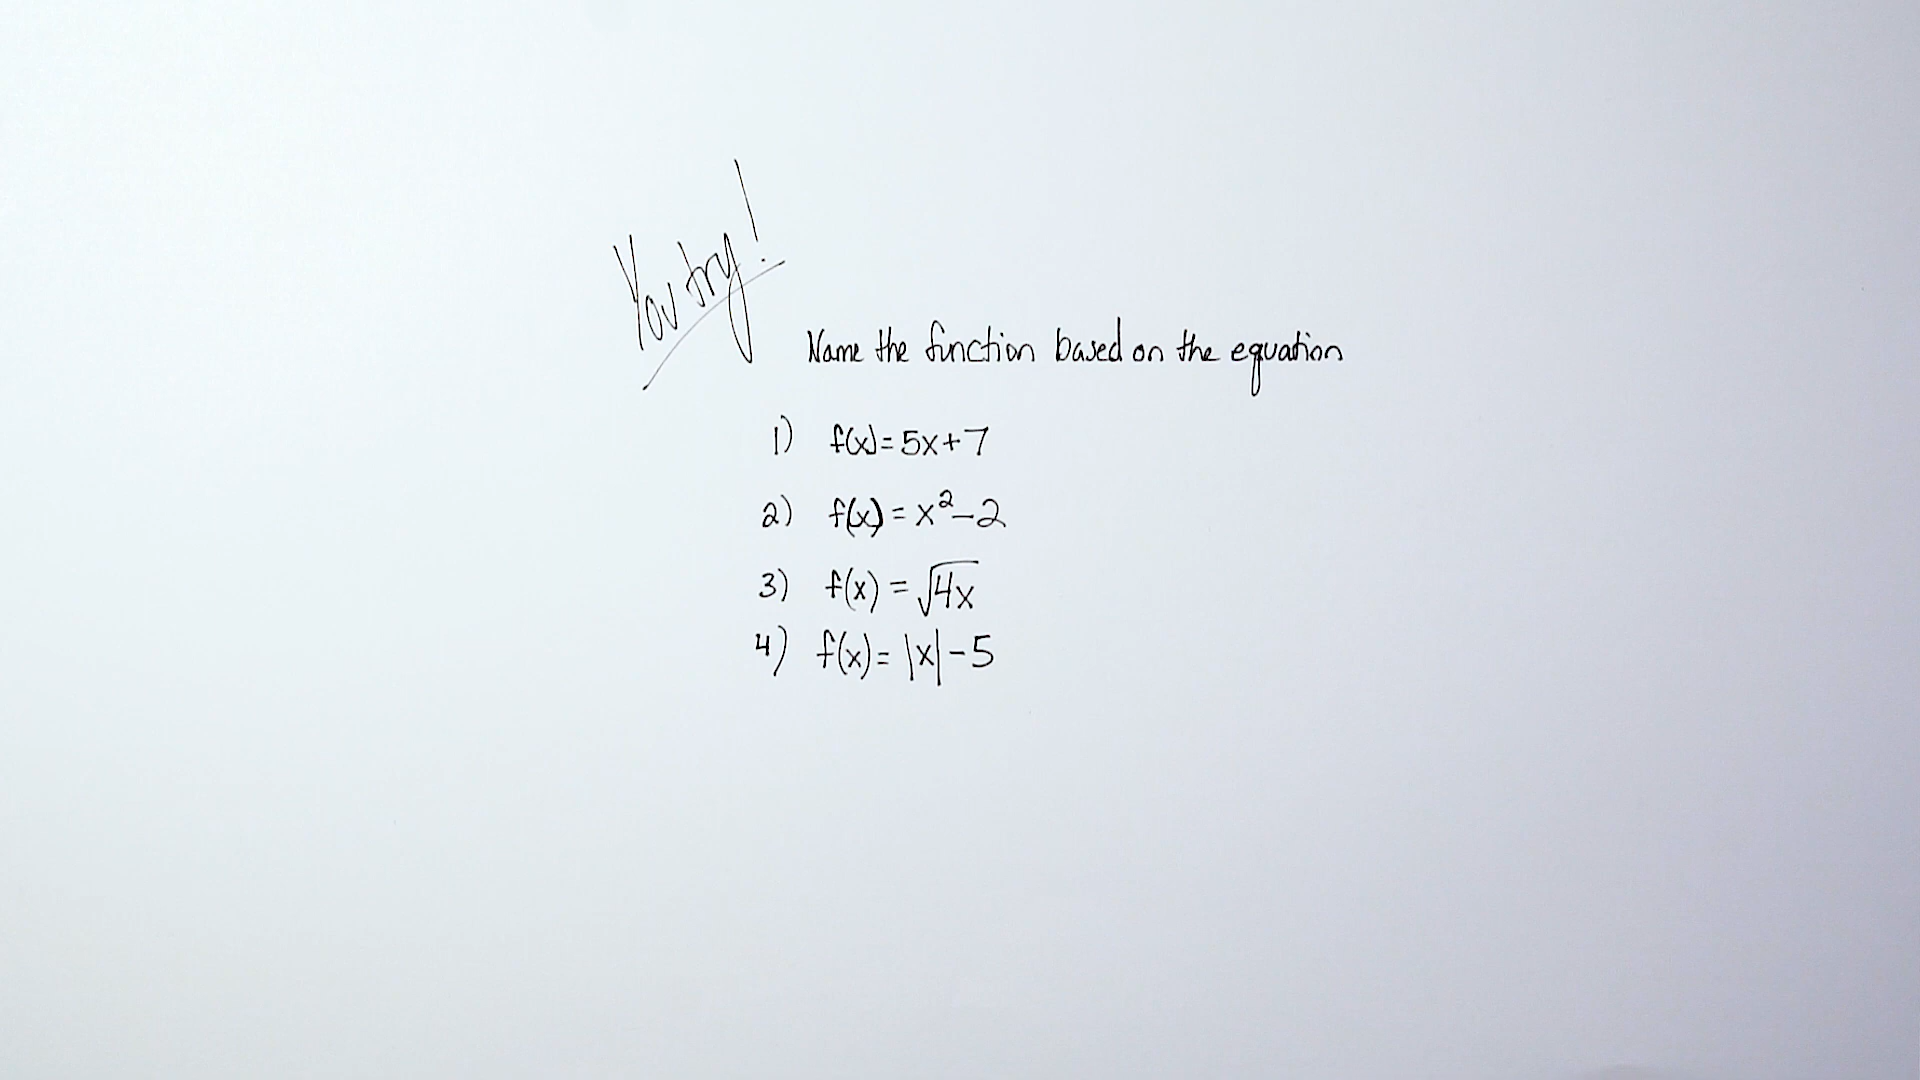 You try!
Name the function based on the equation
1) f(x)=5x+7
2) f(x)=x²-2
3) f(x)=√4x
4) f(x)=|x|-5